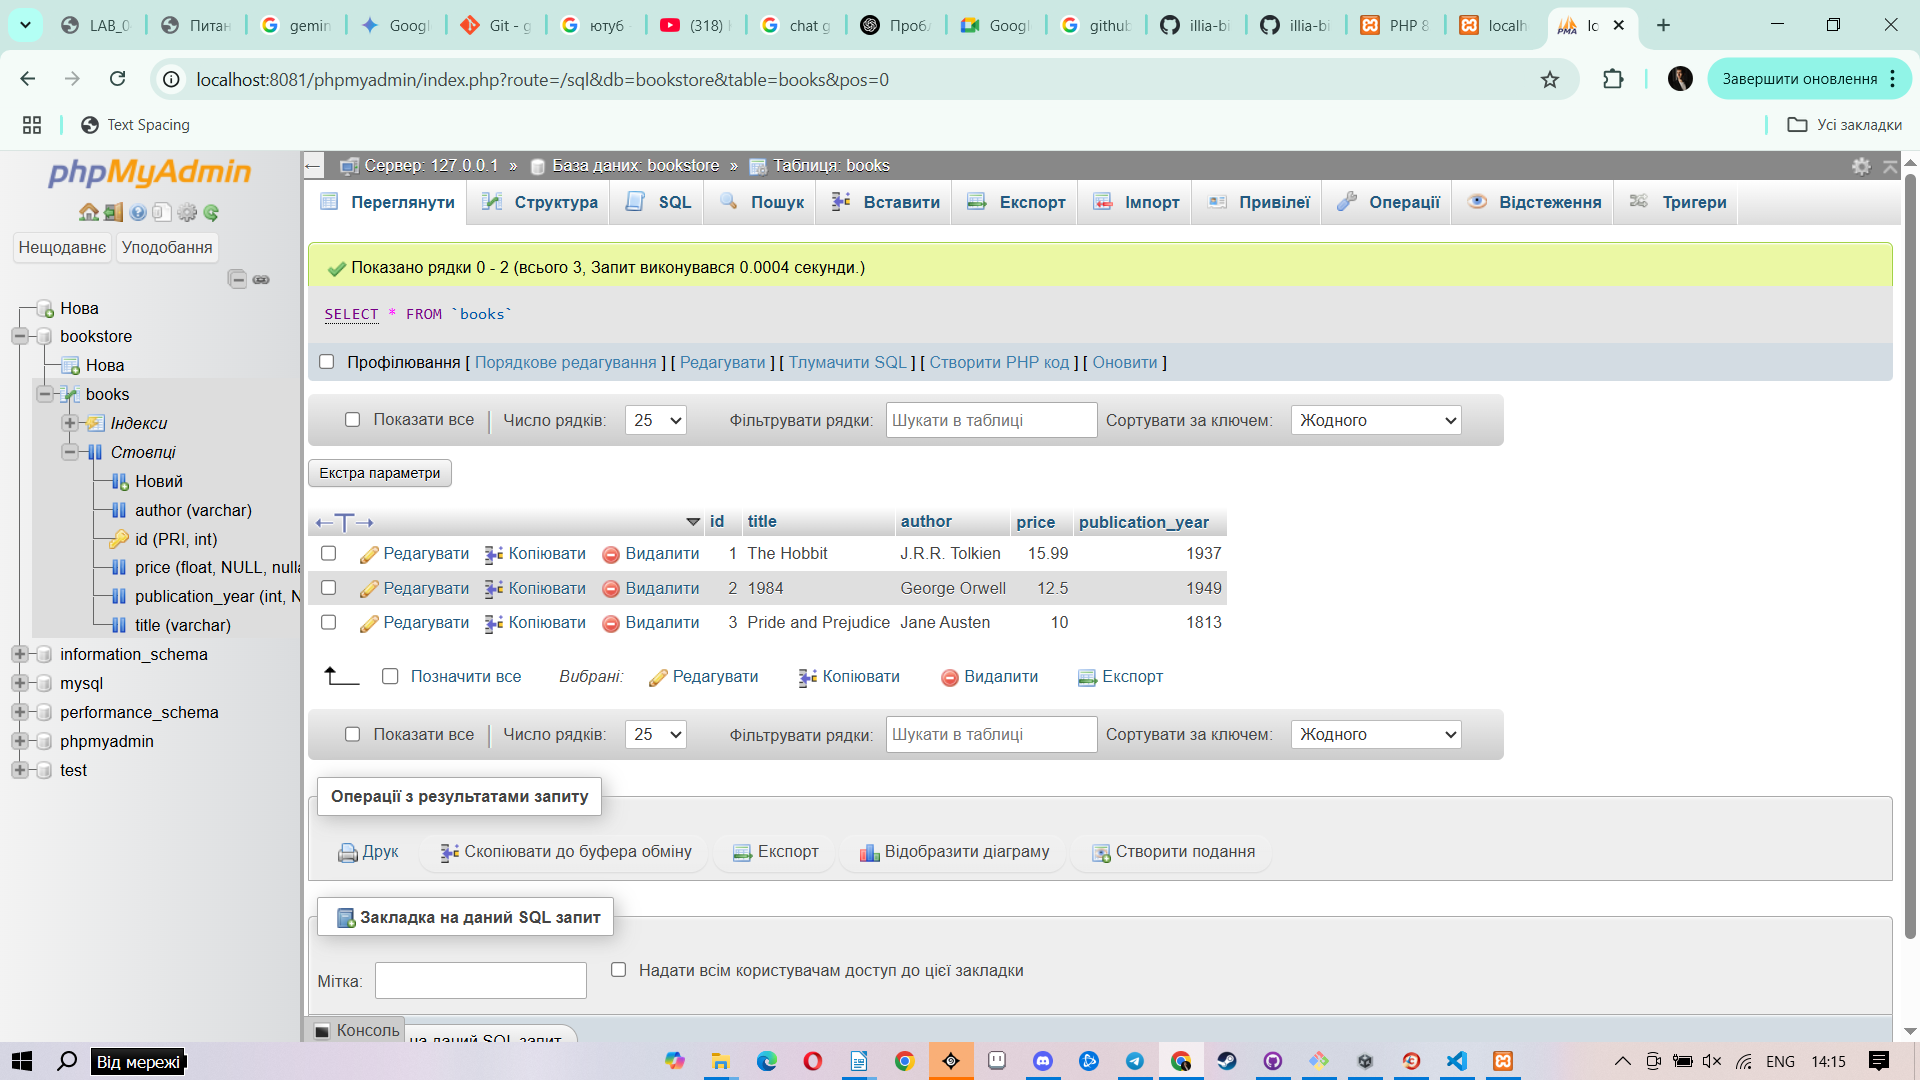 LAB_0
Питан
gemin
Google
Git - g
ютуб
(318)
chat g
Проб
Google
github
illia-bi
illia-bi
PHP 8
localh
lo
localhost:8081/phpmyadmin/index.php?route=/sql&db=bookstore&table=books&pos=0
Завершити оновлення
Text Spacing
Усі закладки
phpMyAdmin
Нещодавнє Уподобання
Нова
bookstore
Нова
books
Індекси
Стовпці
Новий
author (varchar)
id (PRI, int)
price (float, NULL, nulla
publication_year (int, N
title (varchar)
information_schema
mysql
performance_schema
phpmyadmin
test
Сервер: 127.0.0.1 » База даних: bookstore » Таблиця: books
Переглянути Структура SQL Пошук Вставити Експорт Імпорт Привілеї Операції Відстеження Тригери
Показано рядки 0 - 2 (всього 3, Запит виконувався 0.0004 секунди.)
SELECT * FROM `books`
Профілювання [ Порядкове редагування ] [ Редагувати ] [ Тлумачити SQL ] [ Створити PHP код ] [ Оновити ]
Показати все Число рядків: 25 Фільтрувати рядки: Шукати в таблиці Сортувати за ключем: Жодного
Екстра параметри
id title author price publication_year
Редагувати Копіювати Видалити 1 The Hobbit J.R.R. Tolkien 15.99 1937
Редагувати Копіювати Видалити 2 1984 George Orwell 12.5 1949
Редагувати Копіювати Видалити 3 Pride and Prejudice Jane Austen 10 1813
Позначити все Вибрані: Редагувати Копіювати Видалити Експорт
Показати все Число рядків: 25 Фільтрувати рядки: Шукати в таблиці Сортувати за ключем: Жодного
Операції з результатами запиту
Друк Скопіювати до буфера обміну Експорт Відобразити діаграму Створити подання
Закладка на даний SQL запит
Мітка: Надати всім користувачам доступ до цієї закладки
Консоль на даний SQL запит
Від мережі
ENG 14:15